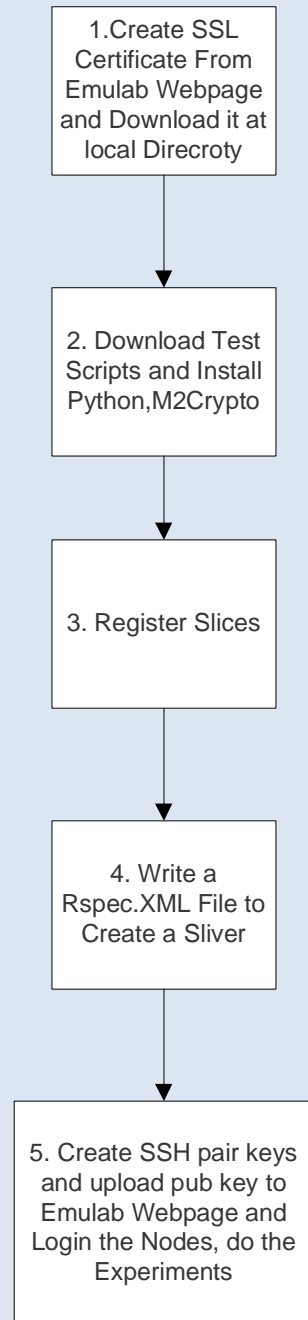 1.Create SSL
Certificate From
Emulab Webpage
and Download it at
local Direcroty
2. Download Test
Scripts and Install
Python,M2Crypto
3. Register Slices
4. Write a
Rspec.XML File to
Create a Sliver
5. Create SSH pair keys
and upload pub key to
Emulab Webpage and
Login the Nodes, do the
Experiments